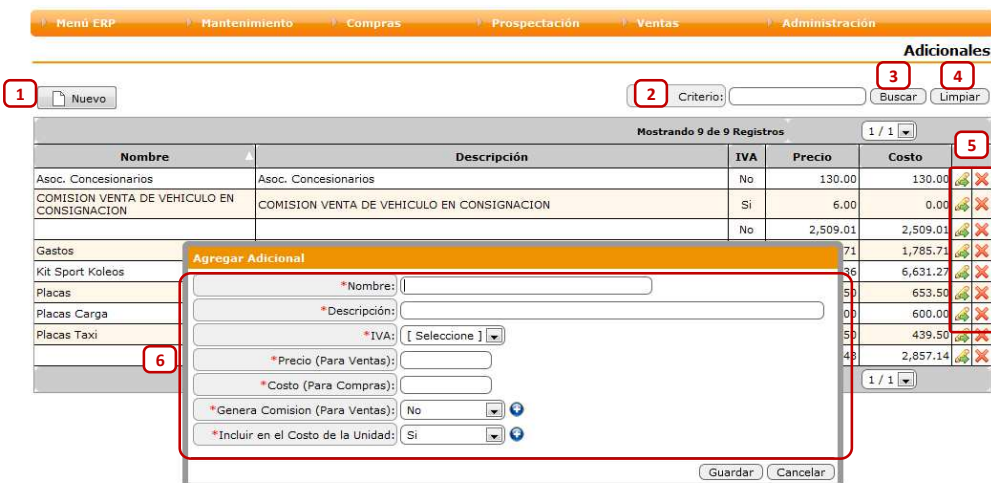 Menú ERP Mantenimiento Compras Prospectación Ventas Administración
Adicionales
1 Nuevo 2 Criterio: 3 Buscar 4 Limpiar
Mostrando 9 de 9 Registros 1 / 1
5
Nombre Descripción IVA Precio Costo
Asoc. Concesionarios Asoc. Concesionarios No 130.00 130.00
COMISION VENTA DE VEHICULO EN
CONSIGNACION COMISION VENTA DE VEHICULO EN CONSIGNACION Si 6.00 0.00
No 2,509.01 2,509.01
Gastos 71 1,785.71
Kit Sport Koleos 36 6,631.27
Placas 50 653.50
Placas Carga 00 600.00
Placas Taxi 50 439.50
48 2,857.14
1 / 1
Agregar Adicional
*Nombre:
*Descripción:
*IVA: [ Seleccione ]
6
*Precio (Para Ventas):
*Costo (Para Compras):
*Genera Comision (Para Ventas): No
*Incluir en el Costo de la Unidad: Si
Guardar Cancelar